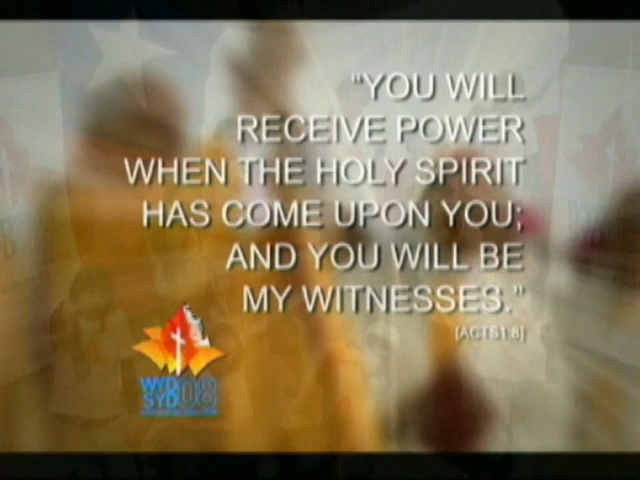 “YOU WILL
RECEIVE POWER
WHEN THE HOLY SPIRIT
HAS COME UPON YOU;
AND YOU WILL BE
MY WITNESSES.”
[ACTS1:8]
WYD
SYD08